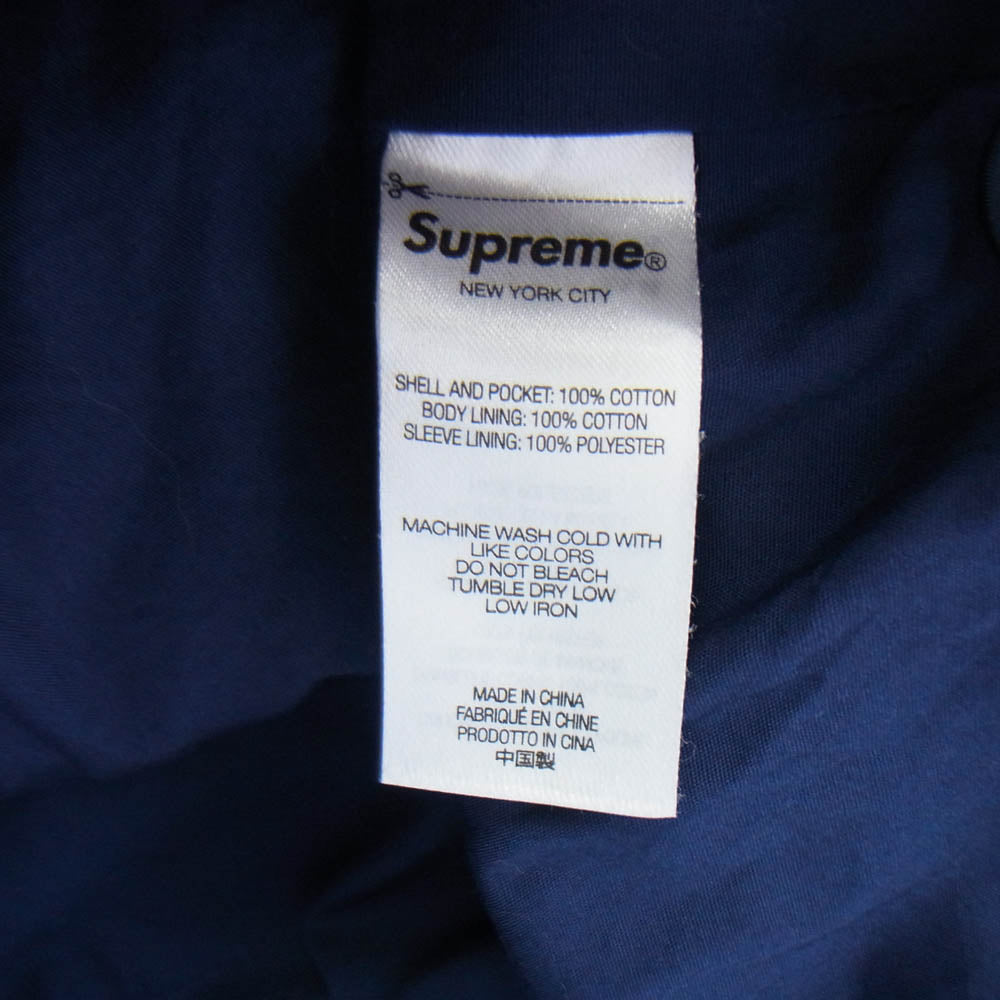 Supreme®
NEW YORK CITY
SHELL AND POCKET: 100% COTTON
BODY LINING: 100% COTTON
SLEEVE LINING: 100% POLYESTER
MACHINE WASH COLD WITH
LIKE COLORS
DO NOT BLEACH
TUMBLE DRY LOW
LOW IRON
MADE IN CHINA
FABRIQUÉ EN CHINE
PRODOTTO IN CINA
中国製